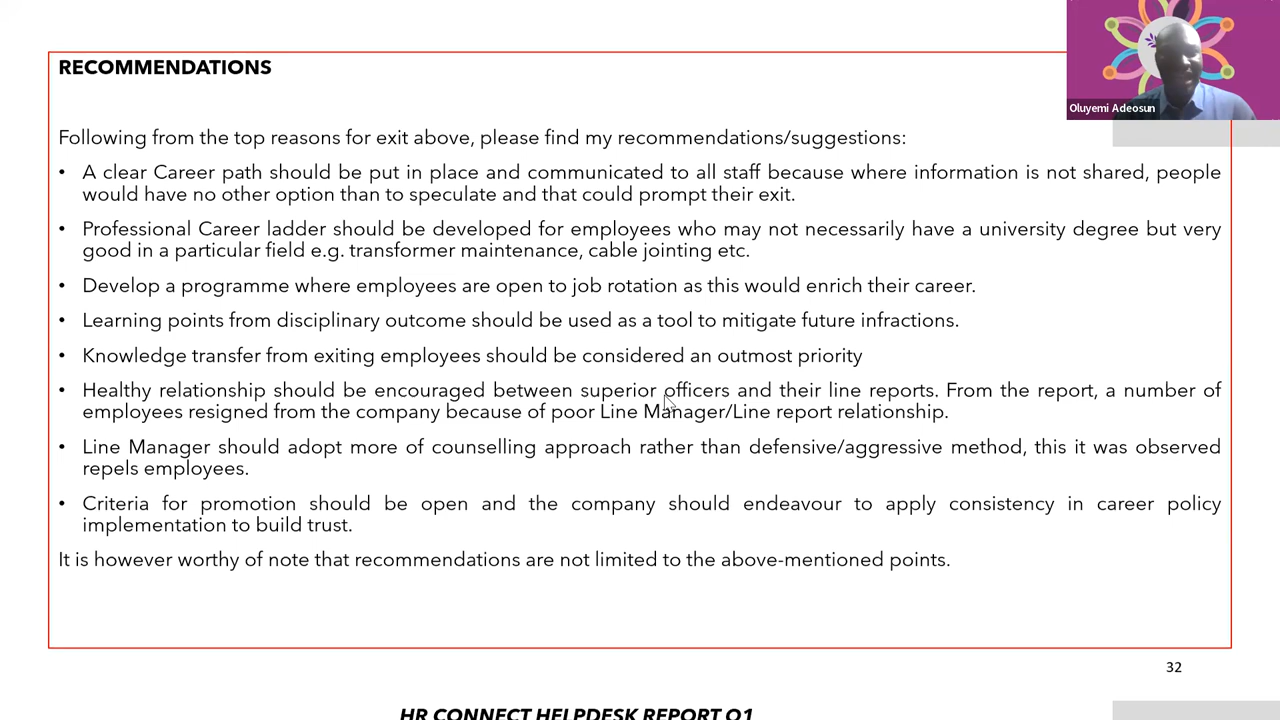 RECOMMENDATIONS
Oluyemi Adeosun
Following from the top reasons for exit above, please find my recommendations/suggestions:
• A clear Career path should be put in place and communicated to all staff because where information is not shared, people
would have no other option than to speculate and that could prompt their exit.
• Professional Career ladder should be developed for employees who may not necessarily have a university degree but very
good in a particular field e.g. transformer maintenance, cable jointing etc.
• Develop a programme where employees are open to job rotation as this would enrich their career.
• Learning points from disciplinary outcome should be used as a tool to mitigate future infractions.
• Knowledge transfer from exiting employees should be considered an outmost priority
• Healthy relationship should be encouraged between superior officers and their line reports. From the report, a number of
employees resigned from the company because of poor Line Manager/Line report relationship.
• Line Manager should adopt more of counselling approach rather than defensive/aggressive method, this it was observed
repels employees.
• Criteria for promotion should be open and the company should endeavour to apply consistency in career policy
implementation to build trust.
It is however worthy of note that recommendations are not limited to the above-mentioned points.
32
HR CONNECT HELPDESK REPORT Q1